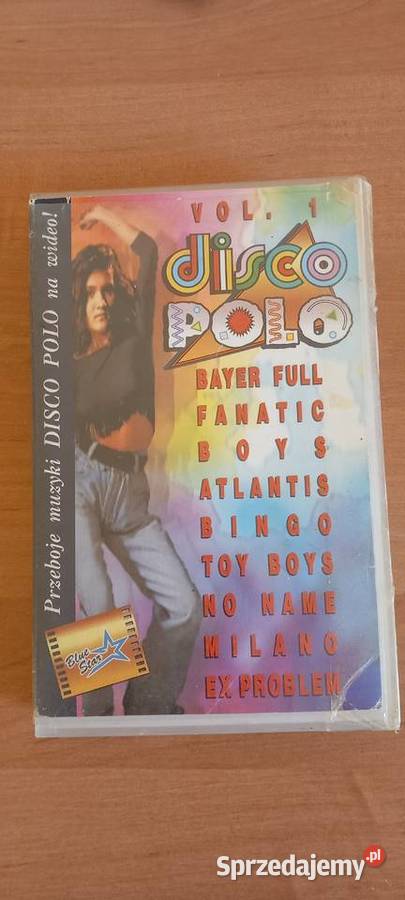 Przeboje muzyki DISCO POLO na wideo!
VOL. 1
disco
POLO
BAYER FULL
FANATIC
BOYS
ATLANTIS
BINGO
TOY BOYS
NO NAME
MILANO
EX PROBLEM
Blue
Star
Sprzedajemy.pl